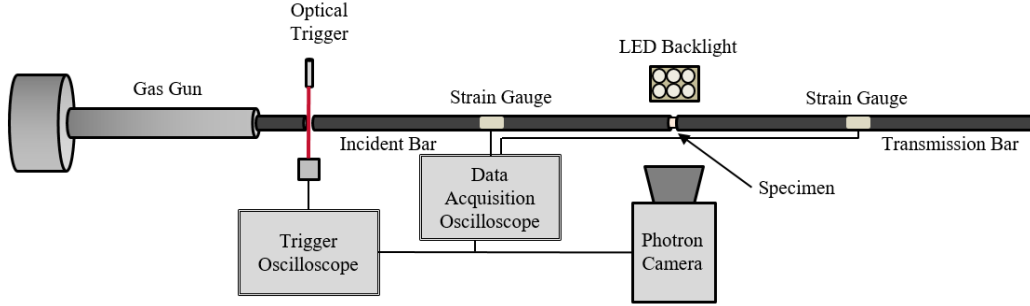 Optical
Trigger
LED Backlight
Gas Gun
Strain Gauge
Strain Gauge
Incident Bar
Transmission Bar
Data
Acquisition
Oscilloscope
Specimen
Trigger
Oscilloscope
Photron
Camera